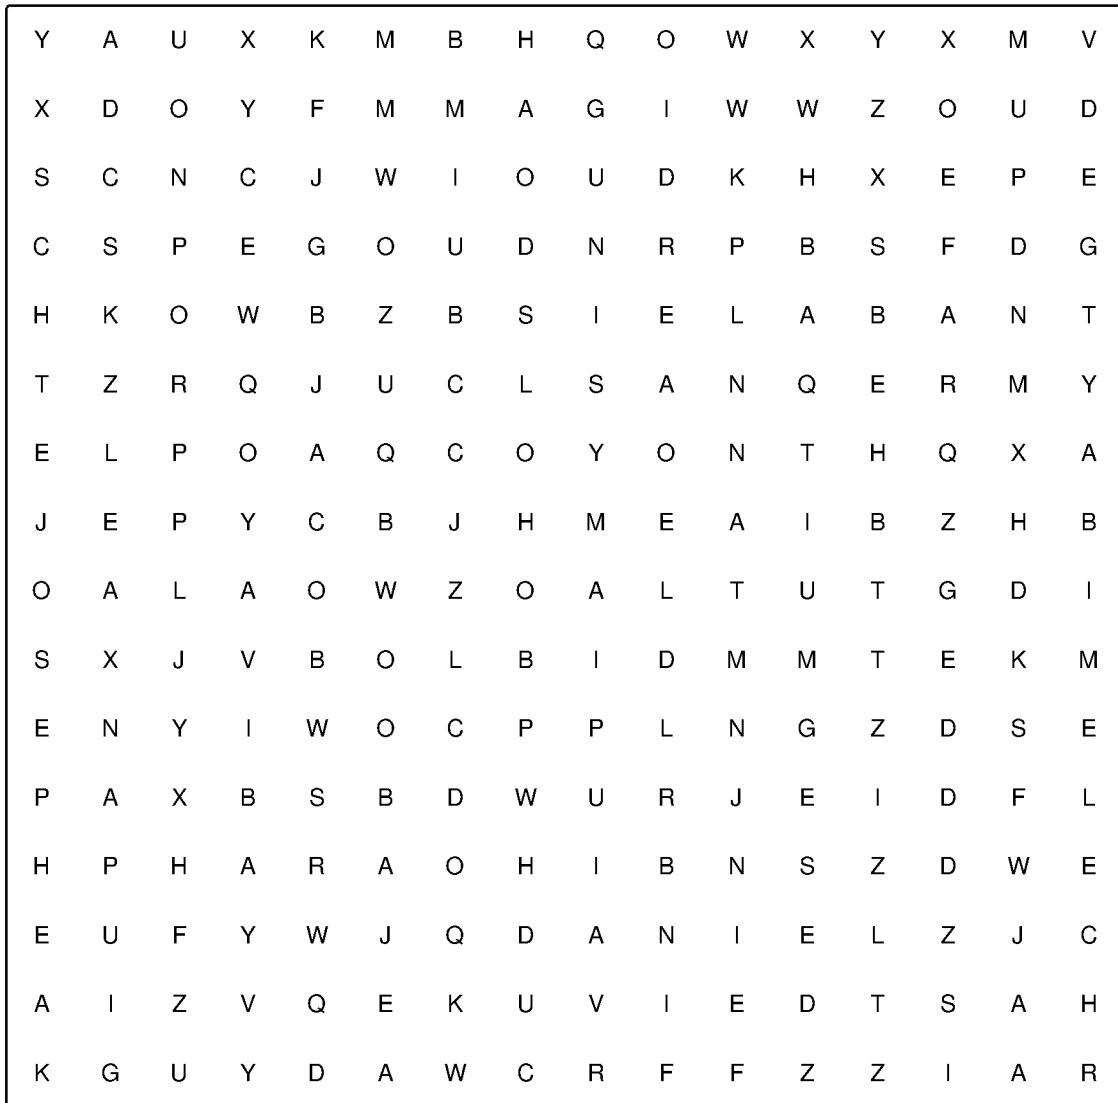 Y A U X K M B H Q O W X Y X M V
X D O Y F M M A G I W W Z O U D
S C N C J W I O U D K H X E P E
C S P E G O U D N R P B S F D G
H K O W B Z B S I E L A B A N T
T Z R Q J U C L S A N Q E R M Y
E L P O A Q C O Y O N T H Q X A
J E P Y C B J H M E A I B Z H B
O A L A O W Z O A L T U T G D I
S X J V B O L B I D M M T E K M
E N Y I W O C P P L N G Z D S E
P A X B S B D W U R J E I D F L
H P H A R A O H I B N S Z D W E
E U F Y W J Q D A N I E L Z J C
A I Z V Q E K U V I E D T S A H
K G U Y D A W C R F F Z Z I A R